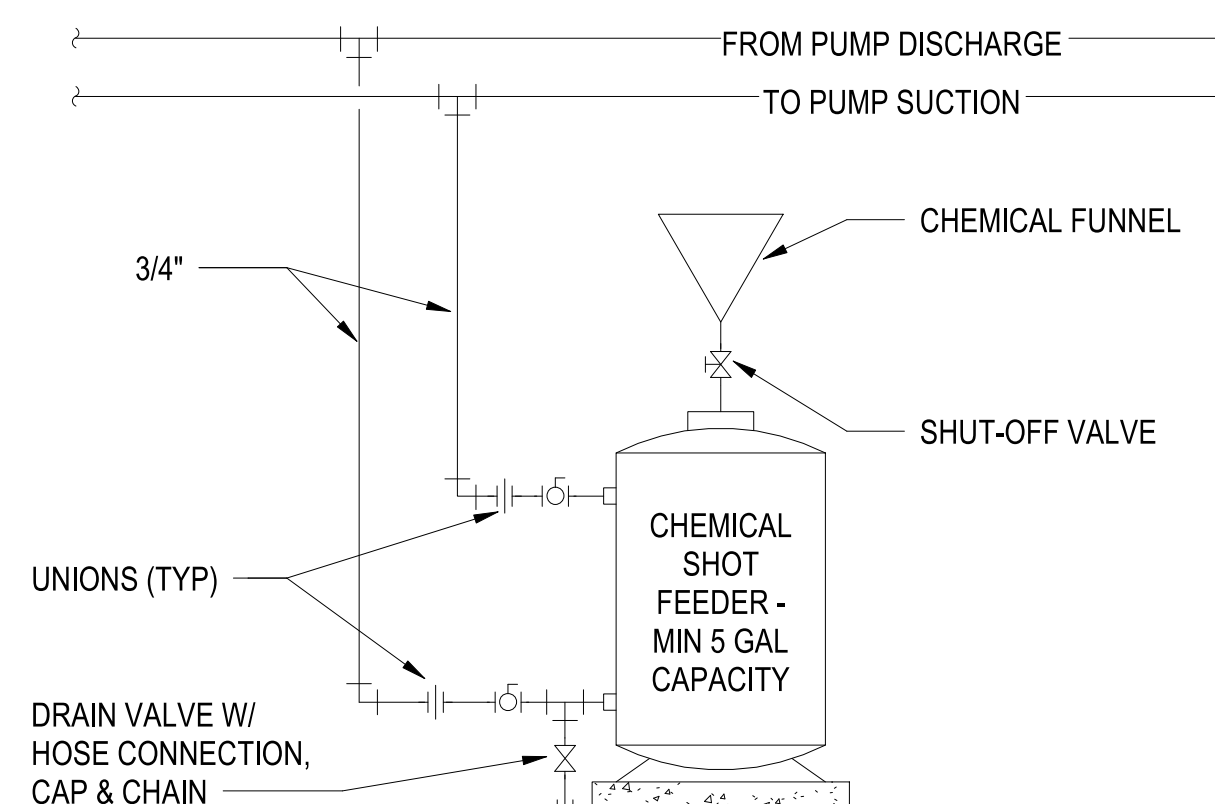 FROM PUMP DISCHARGE
TO PUMP SUCTION
CHEMICAL FUNNEL
3/4"
SHUT-OFF VALVE
CHEMICAL
SHOT
FEEDER -
MIN 5 GAL
CAPACITY
UNIONS (TYP)
DRAIN VALVE W/
HOSE CONNECTION,
CAP & CHAIN